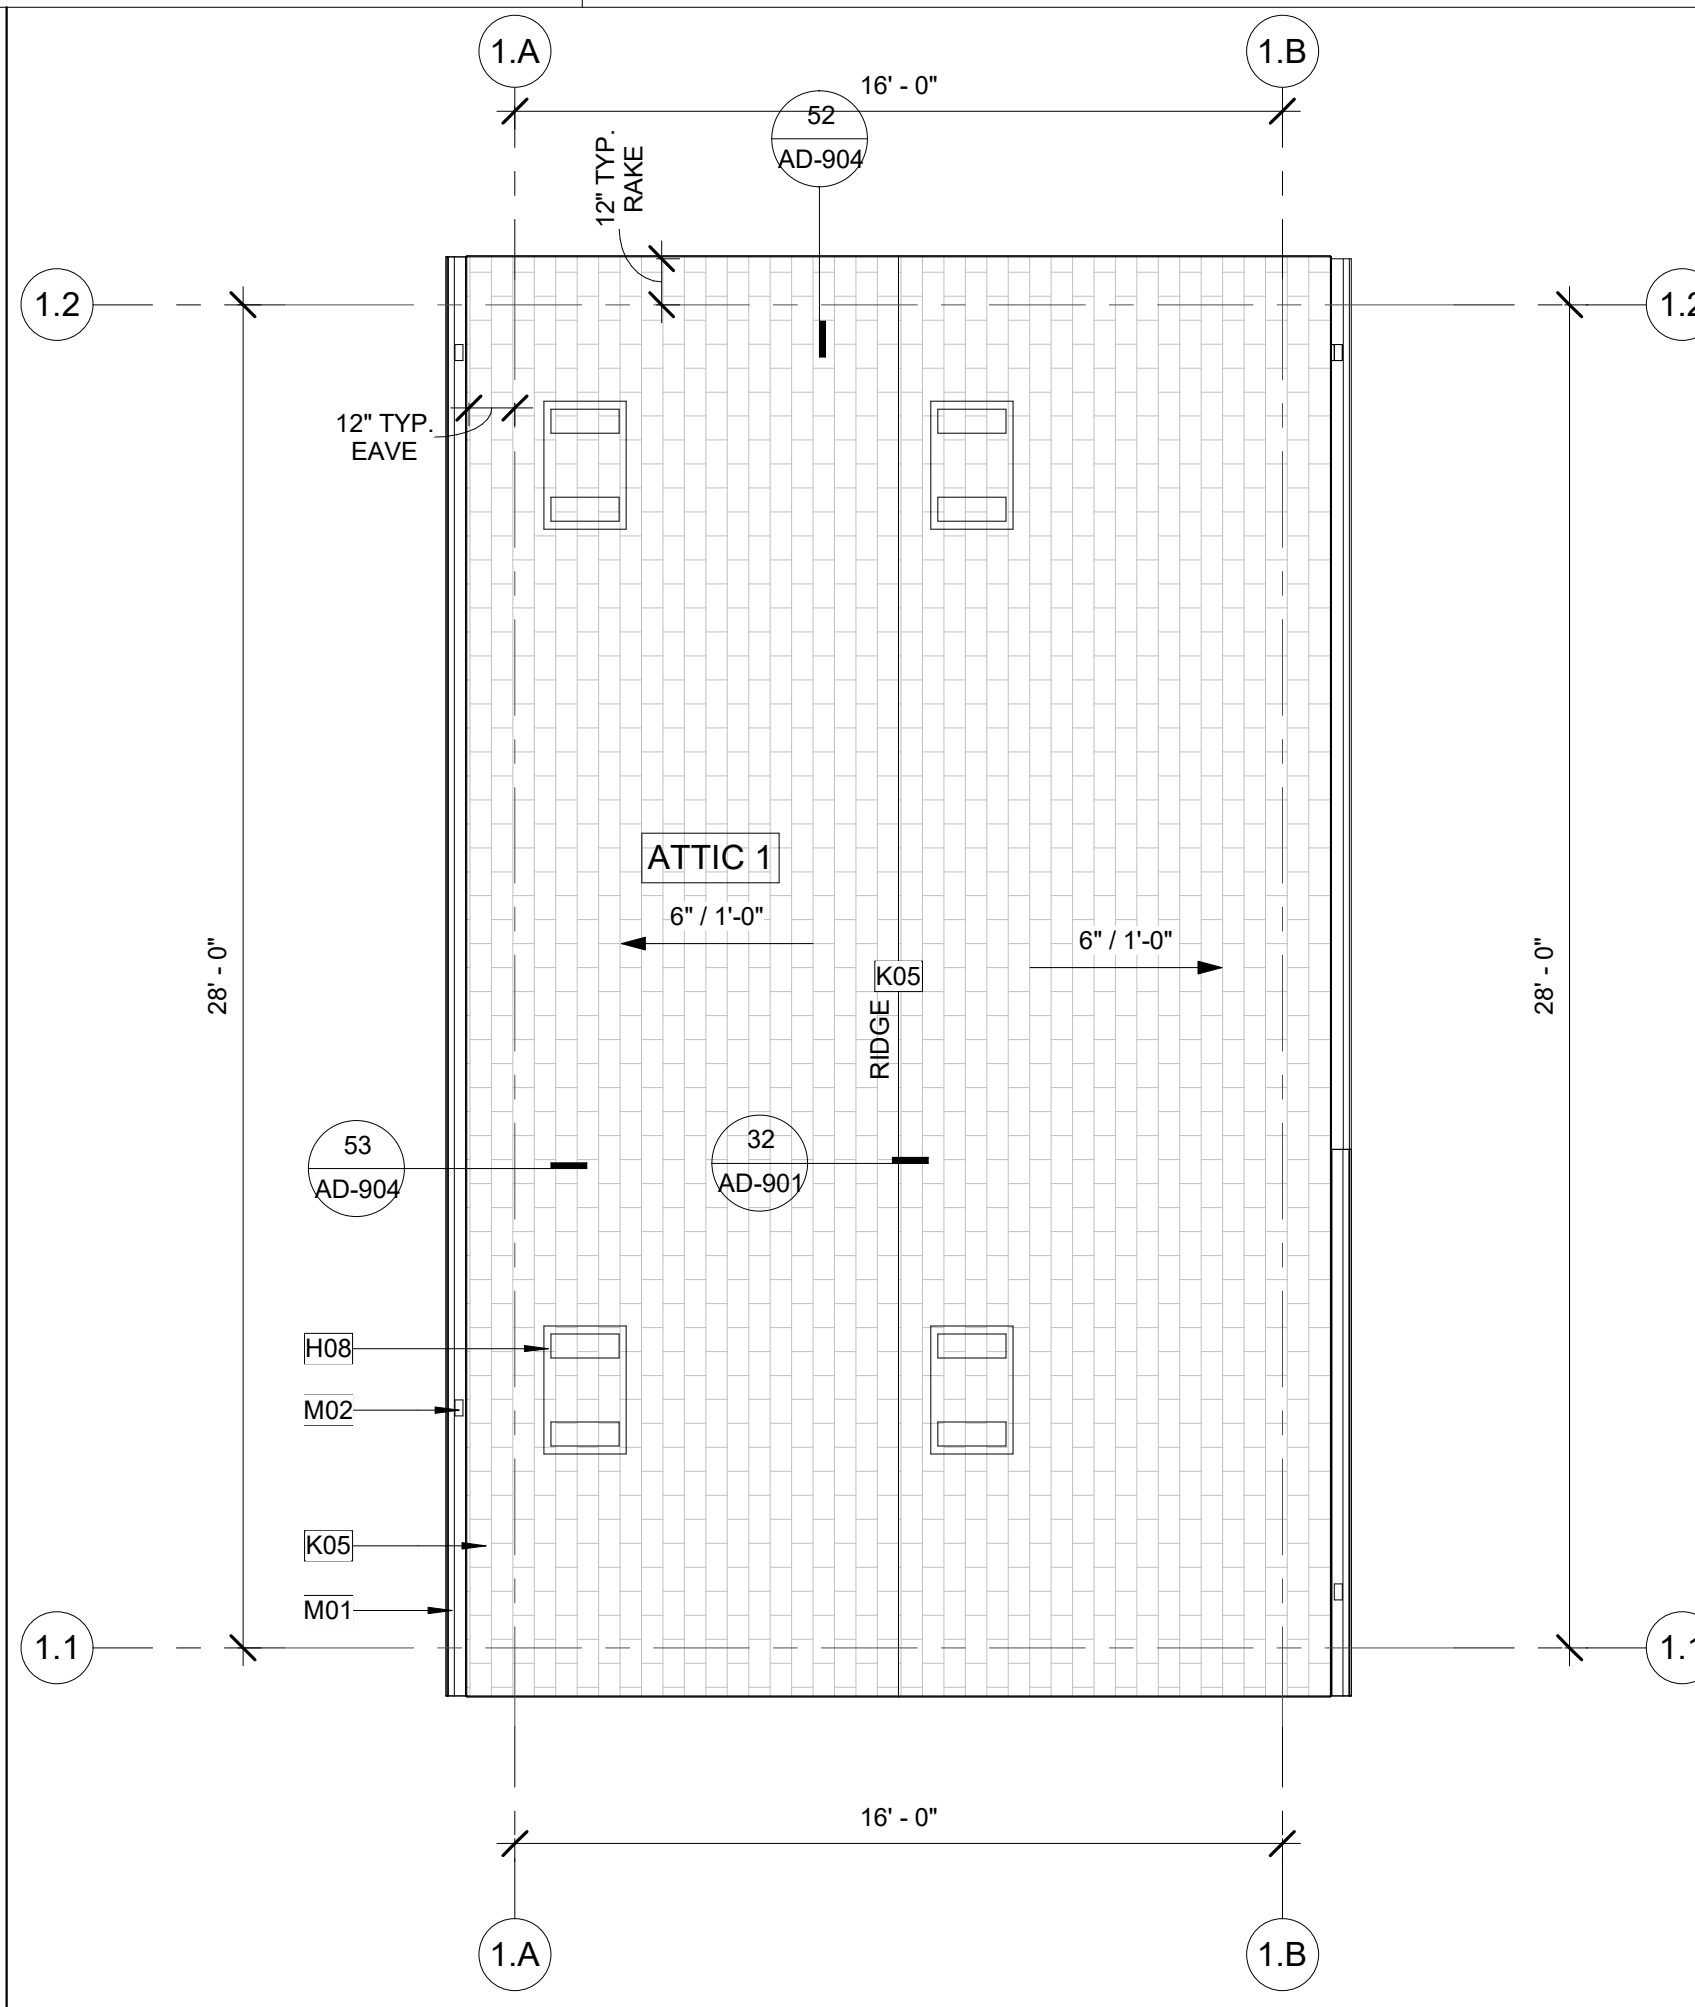 1.A
1.B
16' - 0"
52
AD-904
12" TYP.
RAKE
1.2
1.2
12" TYP.
EAVE
ATTIC 1
6" / 1'-0"
6" / 1'-0"
28' - 0"
28' - 0"
K05
RIDGE
53
AD-904
32
AD-901
H08
M02
K05
M01
1.1
1.1
16' - 0"
1.A
1.B